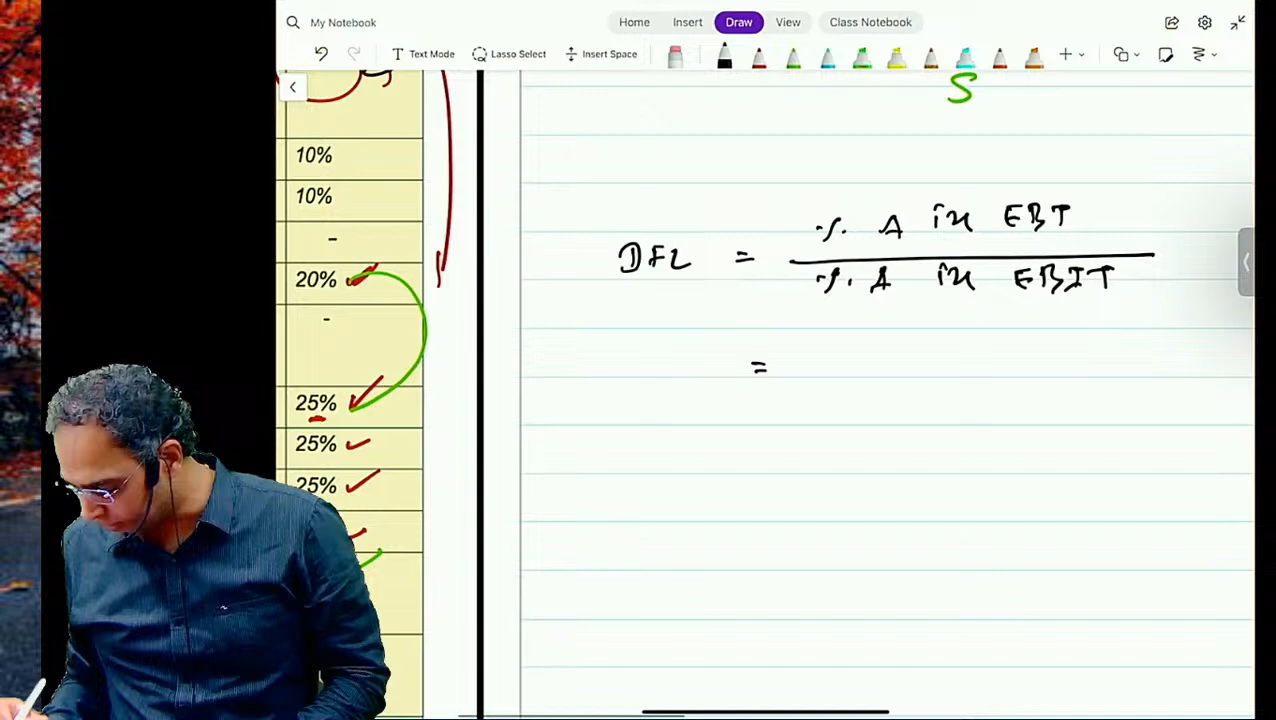 My Notebook
Home Insert Draw View Class Notebook
Text Mode Lasso Select Insert Space
S
10%
10%
-
20%
-
25%
25%
25%
DFL = %. Δ in EBT
%. Δ in EBIT
=